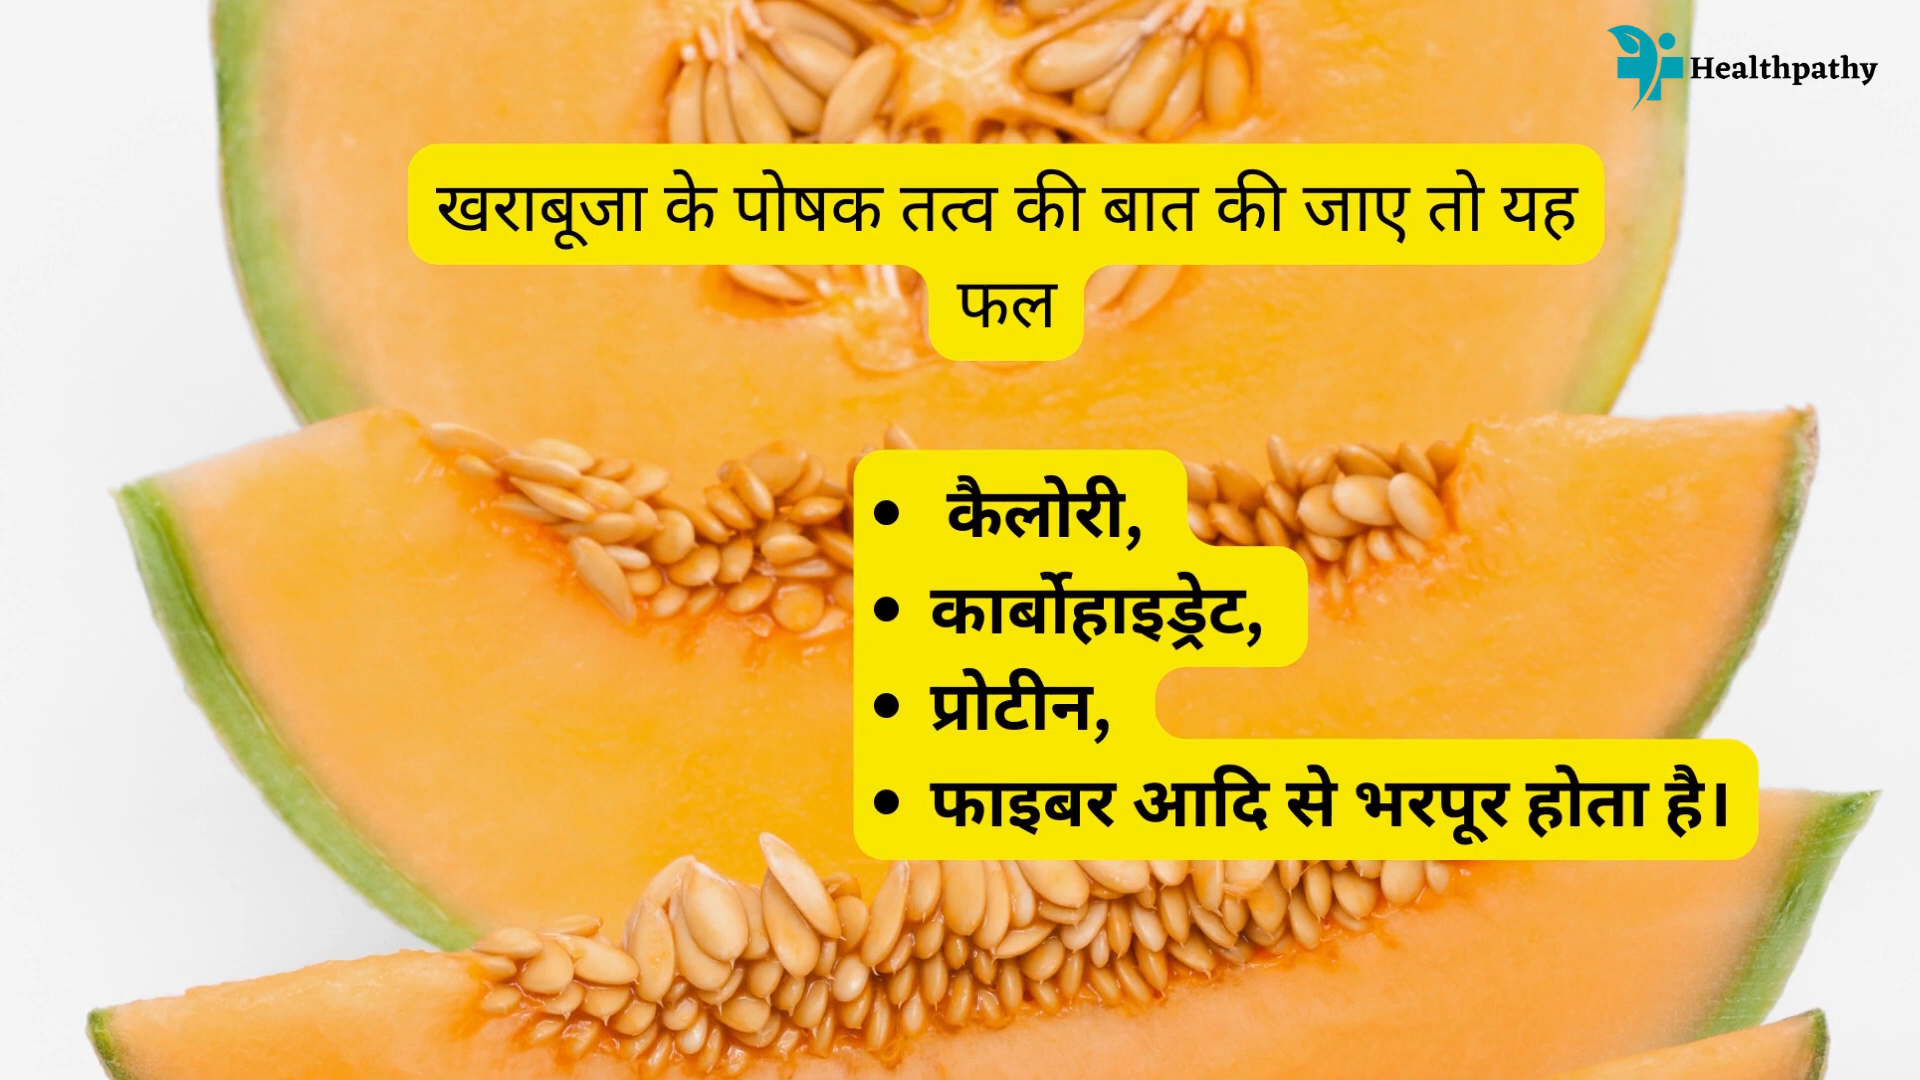 Healthpathy
खराबूजा के पोषक तत्व की बात की जाए तो यह
फल
• कैलोरी,
• कार्बोहाइड्रेट,
• प्रोटीन,
• फाइबर आदि से भरपूर होता है।